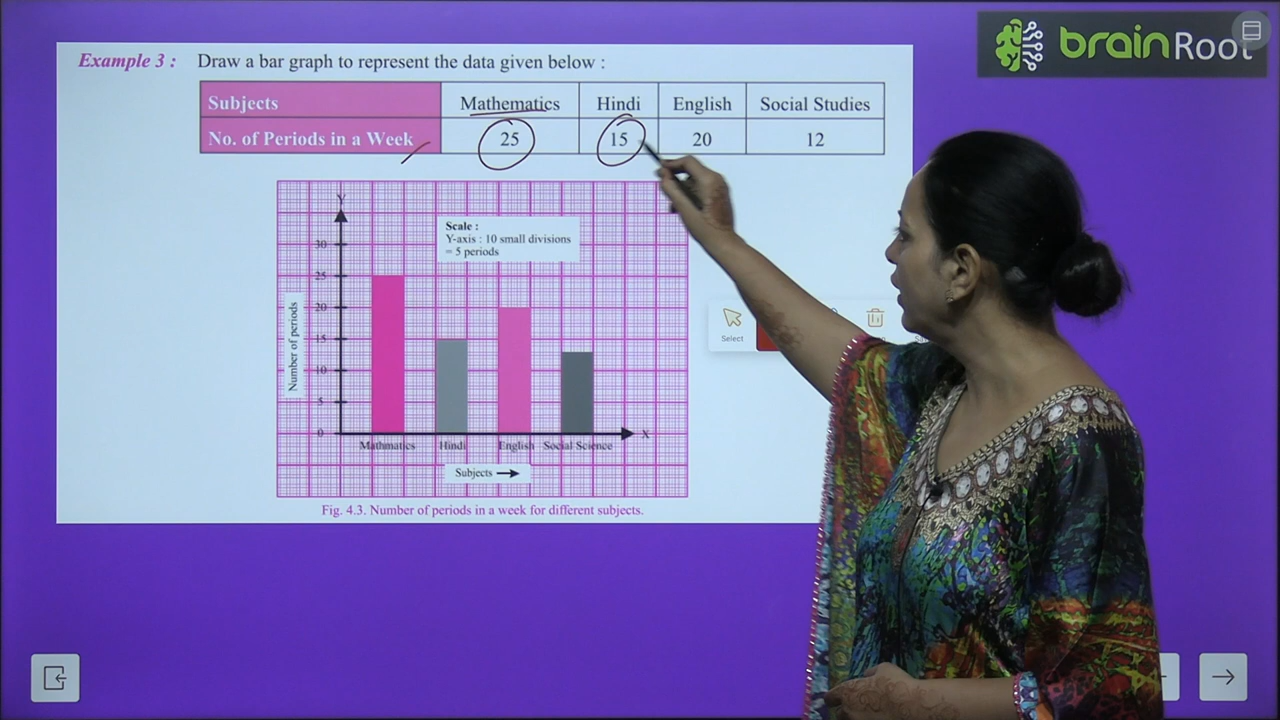 brainRoot
Example 3 : Draw a bar graph to represent the data given below :
Subjects Mathematics Hindi English Social Studies
No. of Periods in a Week 25 15 20 12
Y
Scale :
Y-axis : 10 small divisions
= 5 periods
30
25
20
15
10
5
0
Number of periods
Mathmatics Hindi English Social Science X
Subjects
Fig. 4.3. Number of periods in a week for different subjects.
Select